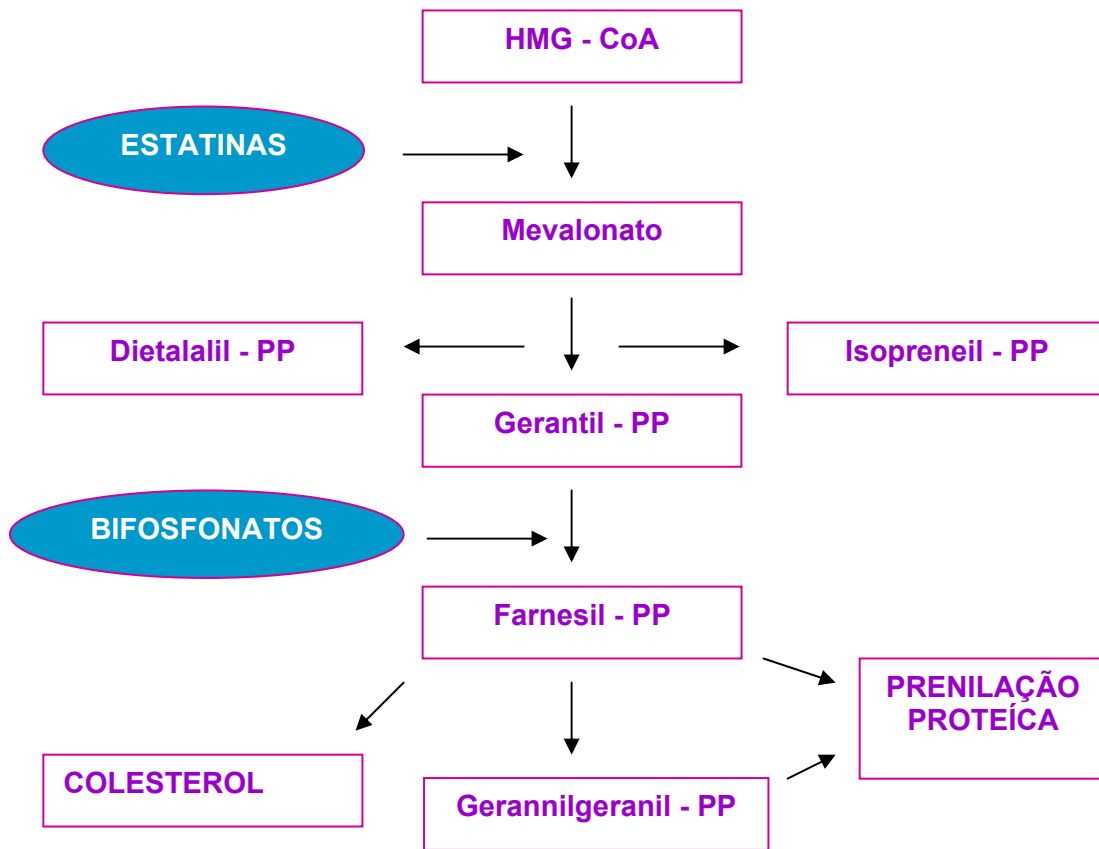 HMG - CoA
ESTATINAS
Mevalonato
Dietalalil - PP
Isopreneil - PP
Gerantil - PP
BIFOSFONATOS
Farnesil - PP
PRENILAÇÃO
PROTEÍCA
COLESTEROL
Gerannilgeranil - PP